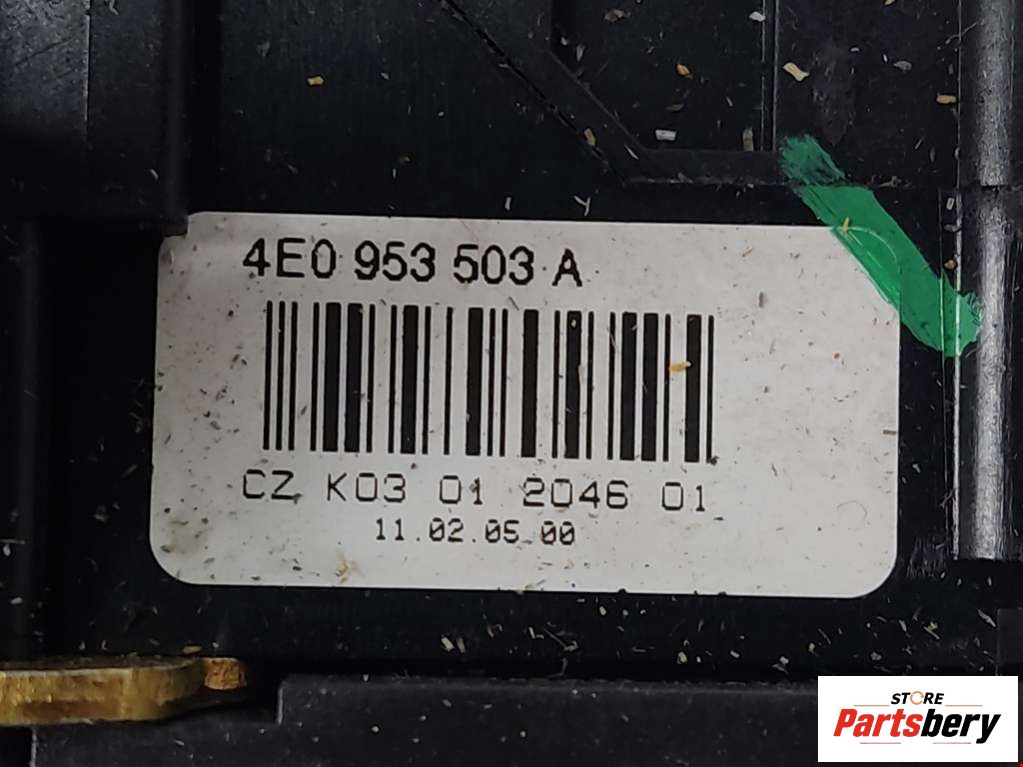 4E0 953 503 A
CZ K03 01 2046 01
11.02.05 00
STORE
Partsbery